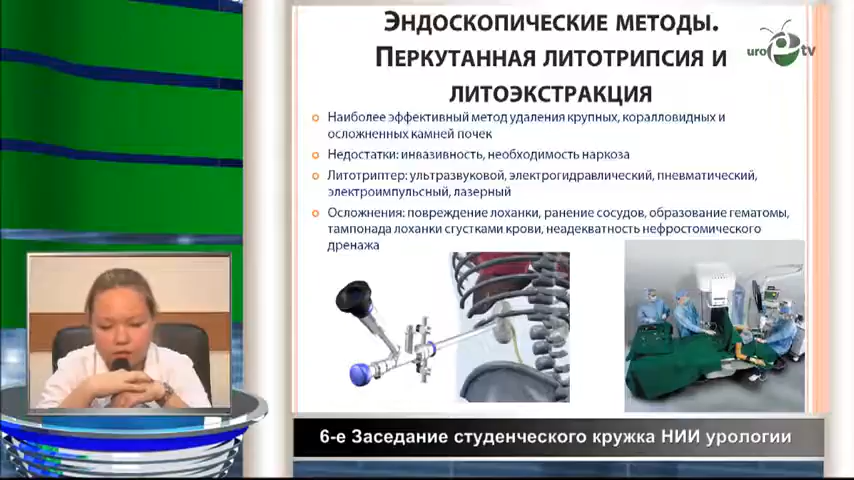 Эндоскопические методы.
Перкутанная литотрипсия и
литоэкстракция
uro tv
Наиболее эффективный метод удаления крупных, коралловидных и
осложненных камней почек
Недостатки: инвазивность, необходимость наркоза
Литотриптер: ультразвуковой, электрогидравлический, пневматический,
электроимпульсный, лазерный
Осложнения: повреждение лоханки, ранение сосудов, образование гематомы,
тампонада лоханки сгустками крови, неадекватность нефростомического
дренажа
6-е Заседание студенческого кружка НИИ урологии